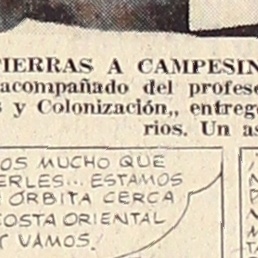 TIERRAS A CAMPESIN
acompañado del profes
s y Colonización,, entreg
rios. Un as
OS MUCHO QUE
ERLES... ESTAMOS
ÓRBITA CERCA
COSTA ORIENTAL
Y VAMOS!